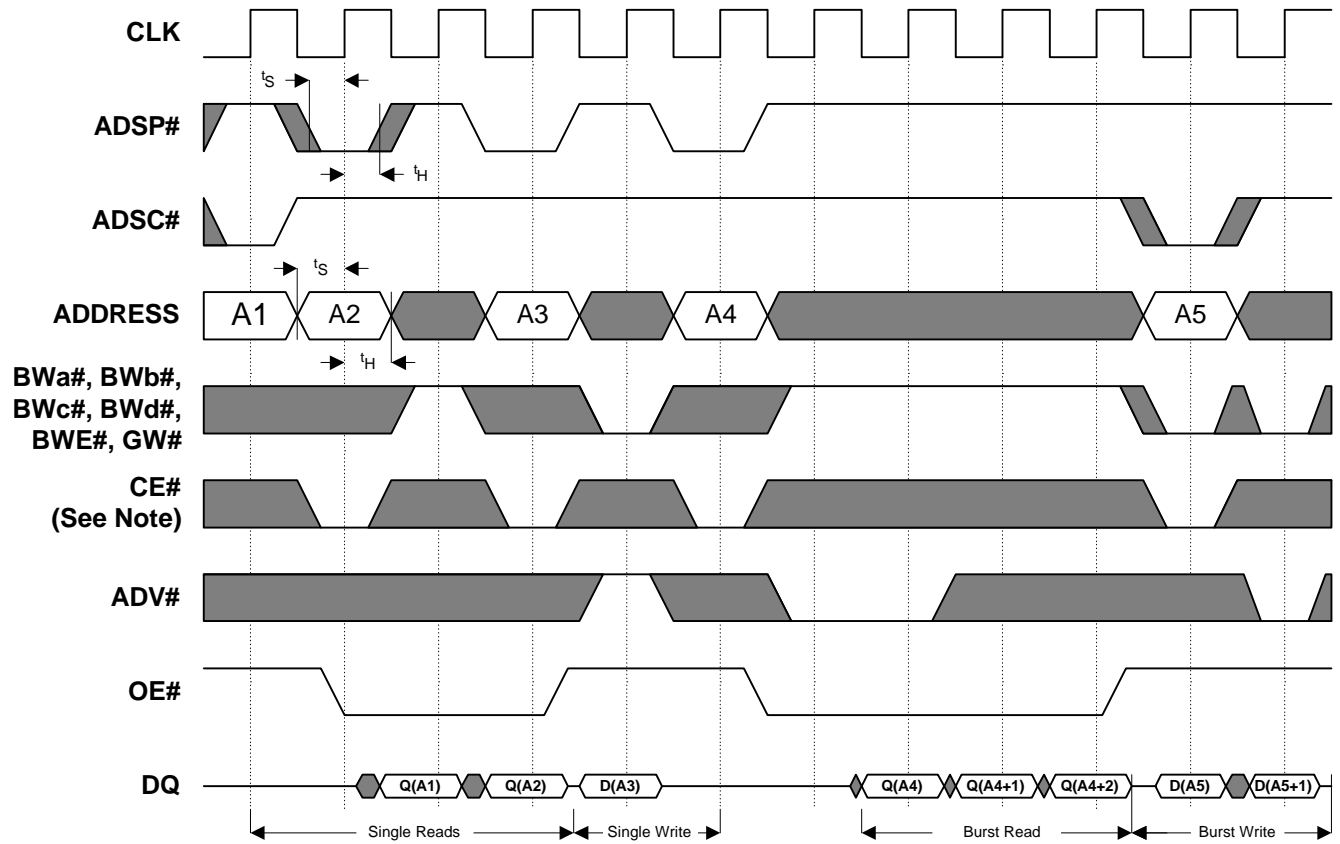 CLK
tS
ADSP#
tH
ADSC#
tS
ADDRESS
A1
A2
A3
A4
A5
tH
BWa#, BWb#,
BWc#, BWd#,
BWE#, GW#
CE#
(See Note)
ADV#
OE#
DQ
Q(A1)
Q(A2)
D(A3)
Q(A4)
Q(A4+1)
Q(A4+2)
D(A5)
D(A5+1)
Single Reads
Single Write
Burst Read
Burst Write